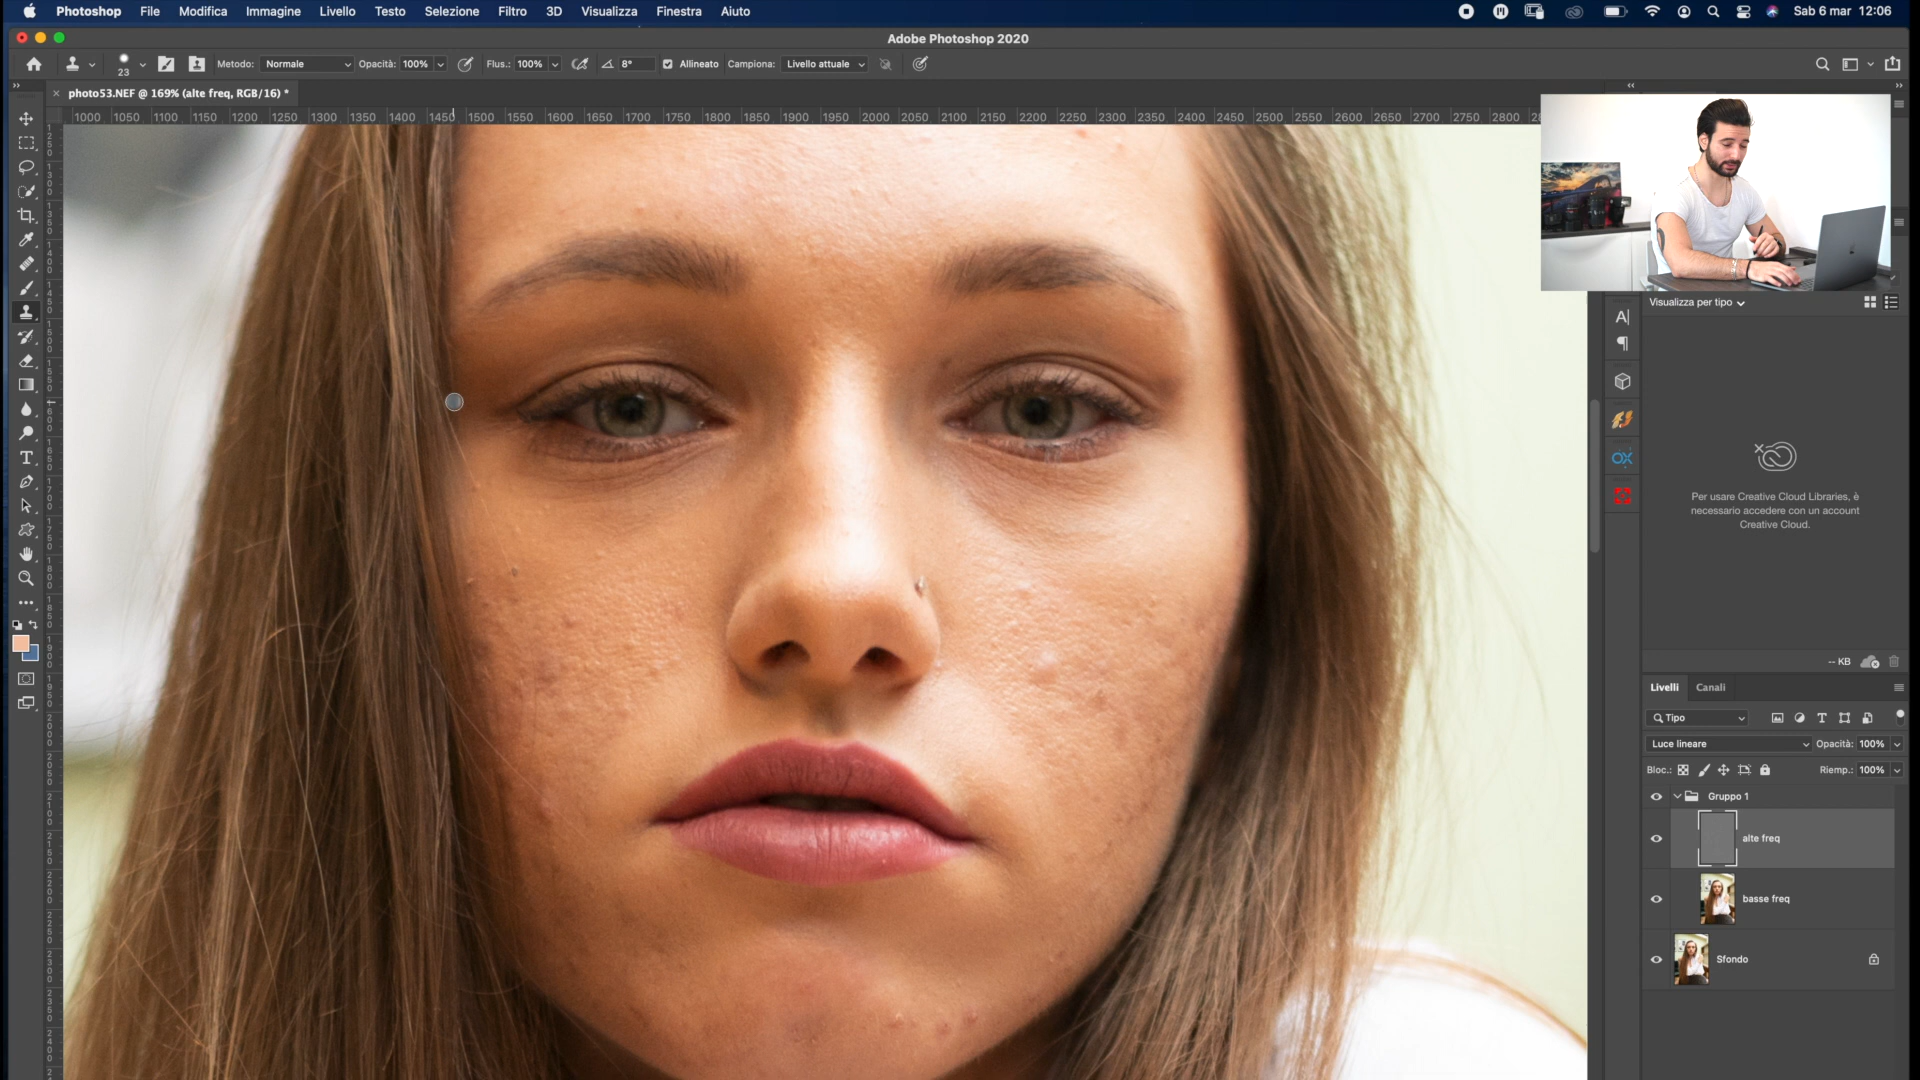 Photoshop File Modifica Immagine Livello Testo Selezione Filtro 3D Visualizza Finestra Aiuto Sab 6 mar 12:06
Adobe Photoshop 2020
23 Metodo: Normale Opacità: 100% Flus.: 100% 8° Allineato Campiona: Livello attuale
× photo53.NEF @ 169% (alte freq, RGB/16) *
1000 1050 1100 1150 1200 1250 1300 1350 1400 1450 1500 1550 1600 1650 1700 1750 1800 1850 1900 1950 2000 2050 2100 2150 2200 2250 2300 2350 2400 2450 2500 2550 2600 2650 2700 2750 2800
Visualizza per tipo
Per usare Creative Cloud Libraries, è
necessario accedere con un account
Creative Cloud.
-- KB
Livelli Canali
Tipo
Luce lineare Opacità: 100%
Bloc.: Riemp.: 100%
Gruppo 1
alte freq
basse freq
Sfondo